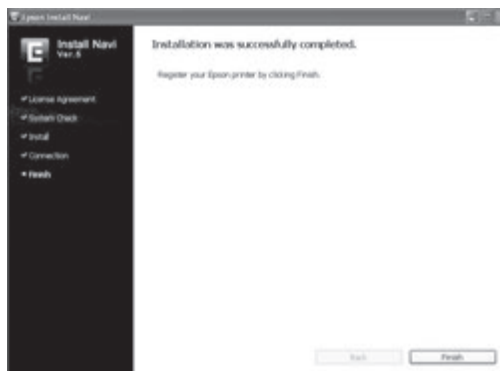 Epson Install Navi
Install Navi
Ver.5
License Agreement
System Check
Install
Connection
Finish
Installation was successfully completed.
Register your Epson printer by clicking Finish.
Back
Finish